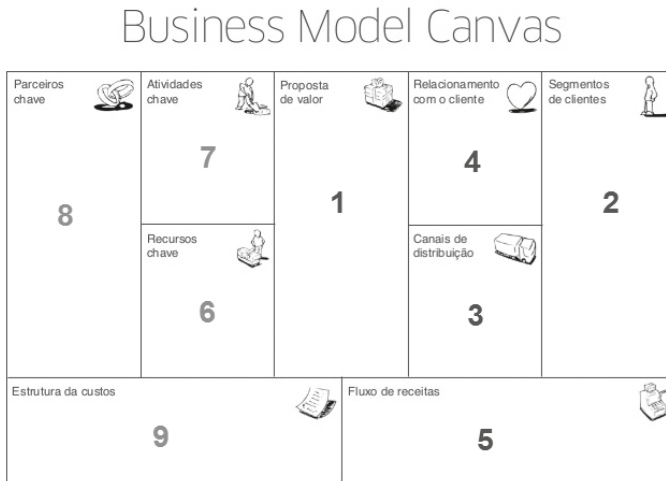 Business Model Canvas
Parceiros
chave
8
Atividades
chave
7
Recursos
chave
6
Proposta
de valor
1
Relacionamento
com o cliente
4
Canais de
distribuição
3
Segmentos
de clientes
2
Estrutura da custos
9
Fluxo de receitas
5